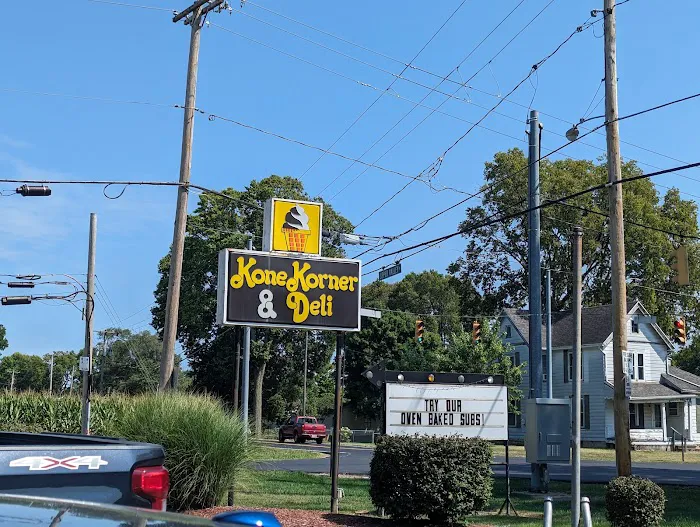 Kone Korner
& Deli
TRY OUR
OVEN BAKED SUBS!
4X4